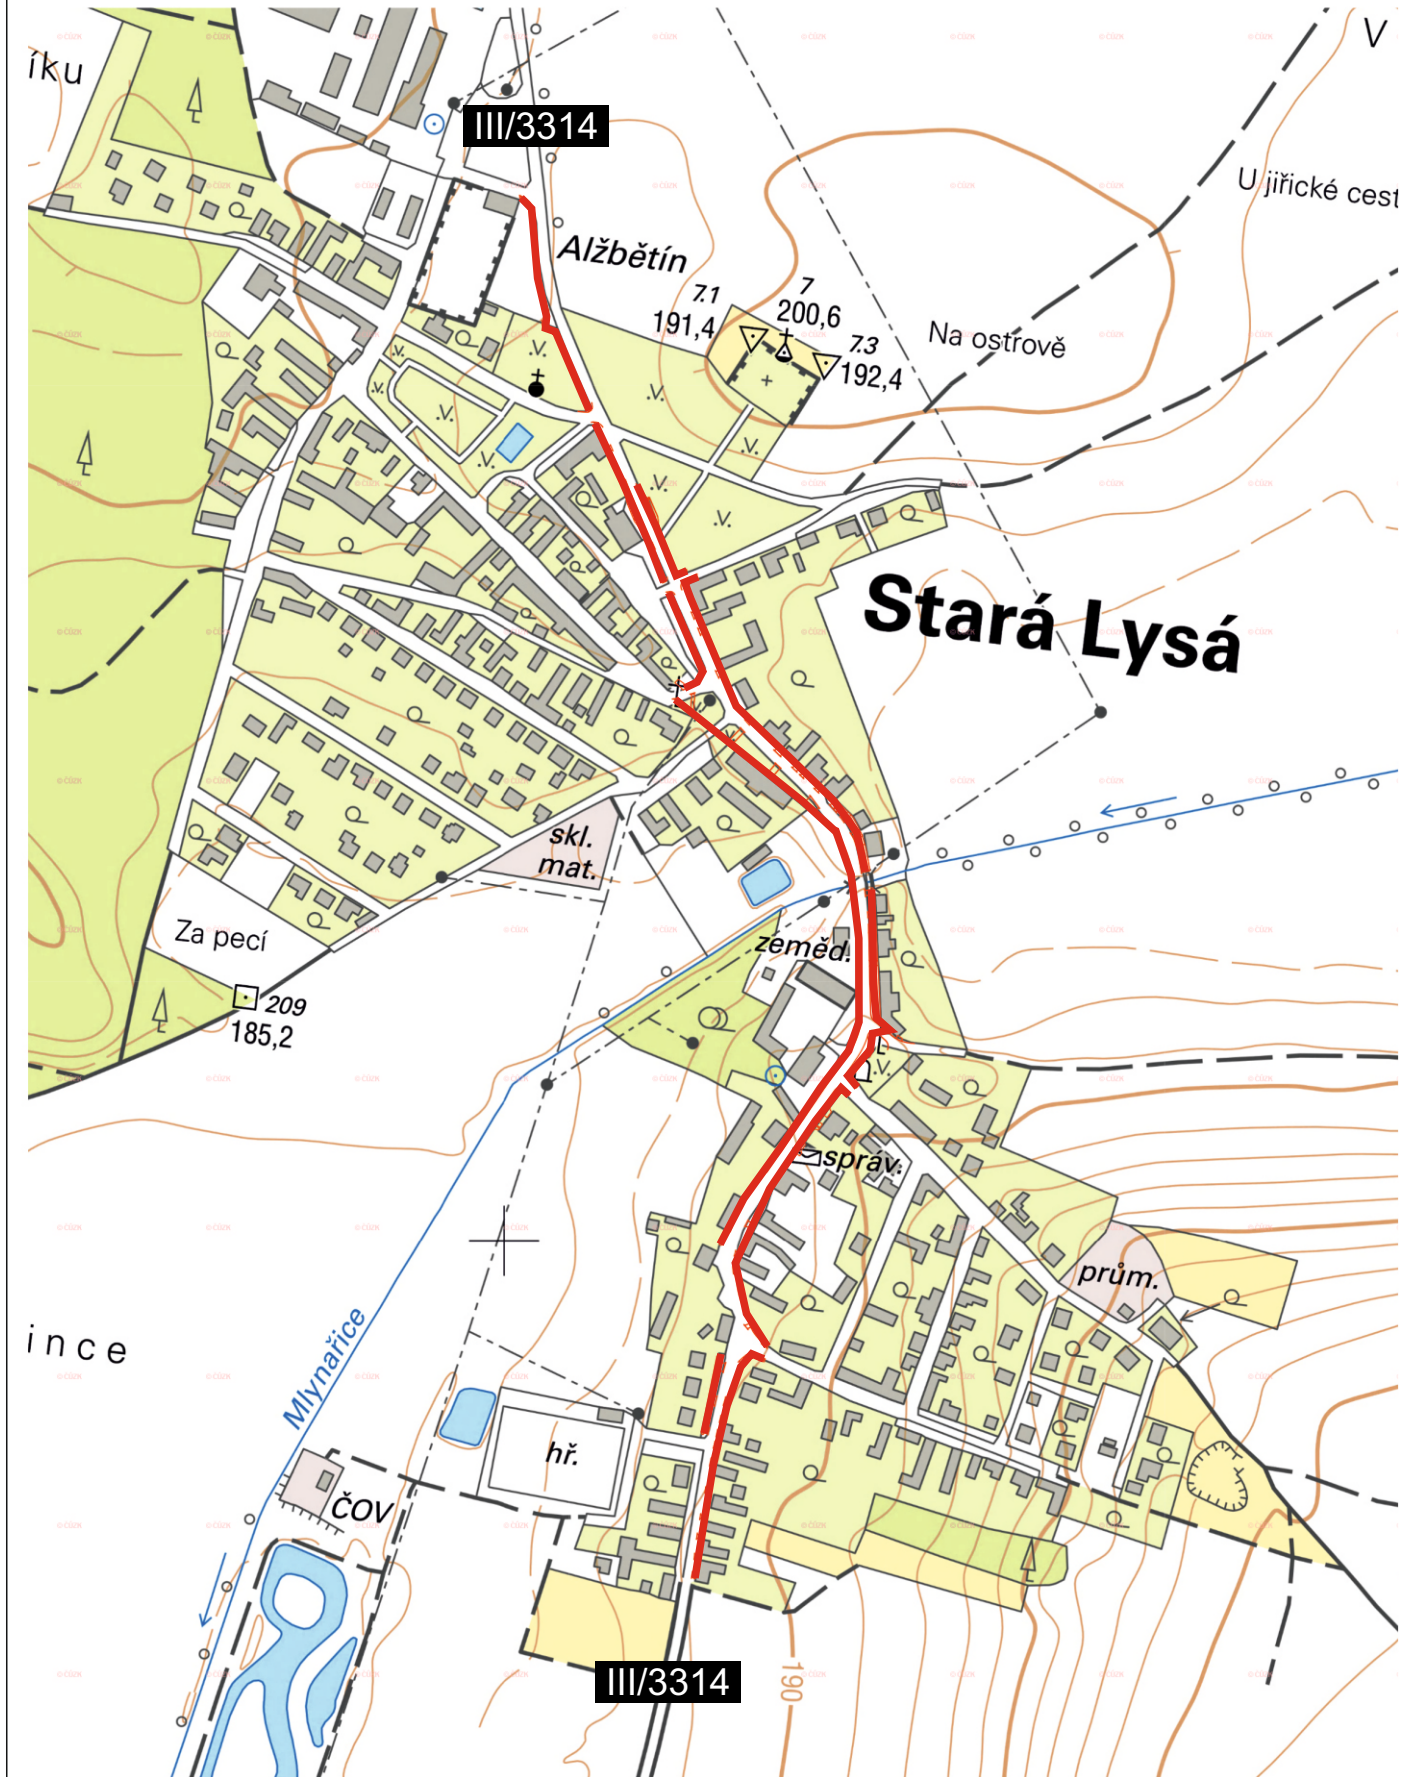 V
íku
III/3314
U jiřické cest
Alžbětín
7.1
191,4
7
200,6
7.3
192,4
Na ostrově
Stará Lysá
skl.
mat.
Za pecí
zeměd.
209
185,2
správ.
prům.
ince
Mlynařice
hř.
ČOV
III/3314
190